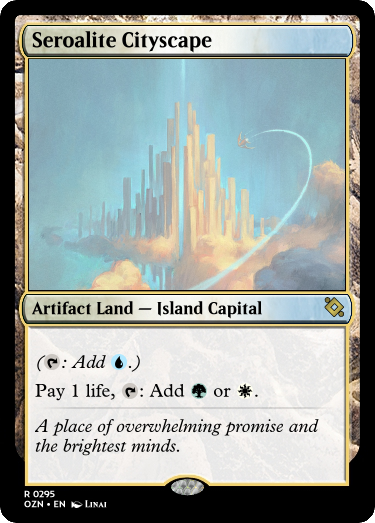 Seroalite Cityscape
Artifact Land — Island Capital
(: Add .)
Pay 1 life, : Add or .
A place of overwhelming promise and
the brightest minds.
R 0295
OZN • EN Linai